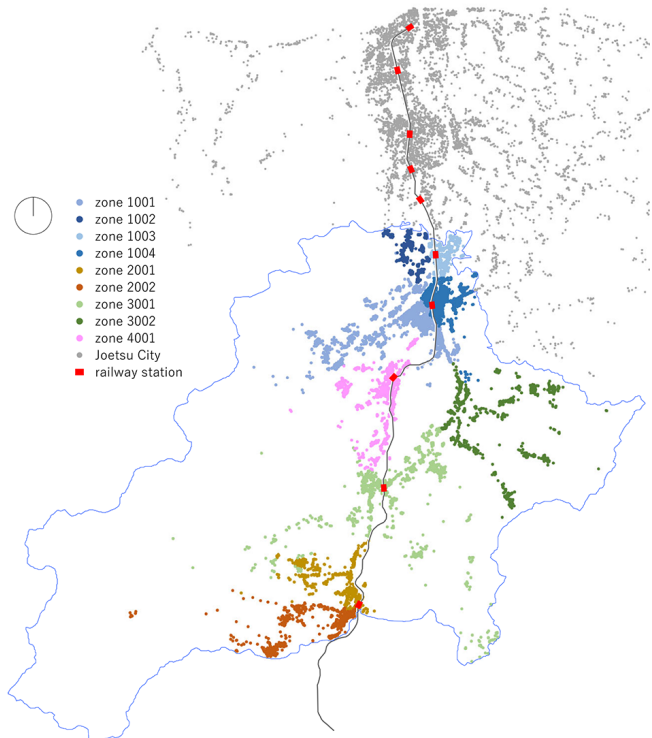 zone 1001
zone 1002
zone 1003
zone 1004
zone 2001
zone 2002
zone 3001
zone 3002
zone 4001
Joetsu City
railway station